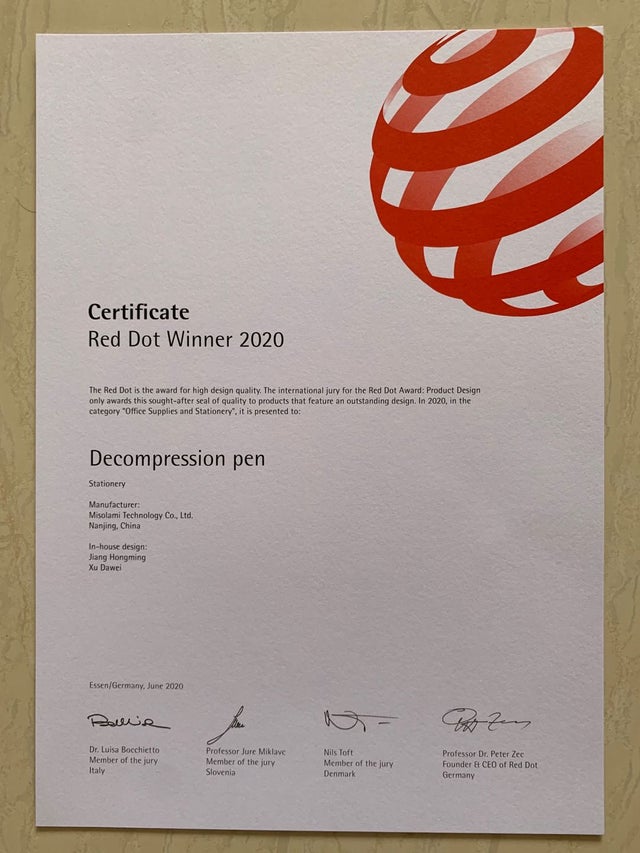 Certificate
Red Dot Winner 2020
The Red Dot is the award for high design quality. The international jury for the Red Dot Award: Product Design
only awards this sought-after seal of quality to products that feature an outstanding design. In 2020, in the
category "Office Supplies and Stationery", it is presented to:
Decompression pen
Stationery
Manufacturer:
Misolami Technology Co., Ltd.
Nanjing, China
In-house design:
Jiang Hongming
Xu Dawei
Essen/Germany, June 2020
Dr. Luisa Bocchietto
Member of the jury
Italy
Professor Jure Miklavc
Member of the jury
Slovenia
Nils Toft
Member of the jury
Denmark
Professor Dr. Peter Zec
Founder & CEO of Red Dot
Germany